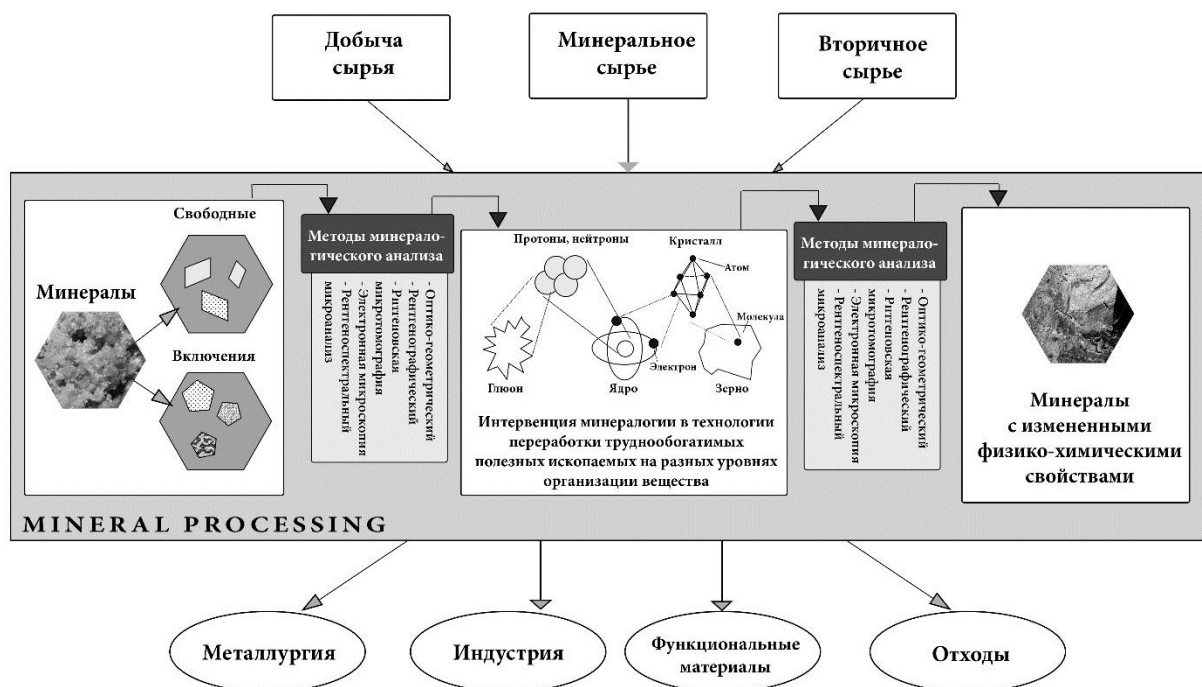 Добыча
сырья
Минеральное
сырье
Вторичное
сырье
Свободные
Минералы
Включения
Методы минерало-
гического анализа
- Оптико-геометрический
- Рентгенографический
- Рнтгеновская
микротомография
- Электронная микроскопия
- Рентгеноспектральный
микроанализ
Протоны, нейтроны
Кристалл
Атом
Молекула
Электрон
Глюон
Ядро
Зерно
Интервенция минералогии в технологии
переработки труднообогатимых
полезных ископаемых на разных уровнях
организации вещества
Методы минерало-
гического анализа
- Оптико-геометрический
- Рентгенографический
- Рнтгеновская
микротомография
- Электронная микроскопия
- Рентгеноспектральный
микроанализ
Минералы
с измененными
физико-химическими
свойствами
MINERAL PROCESSING
Металлургия
Индустрия
Функциональные
материалы
Отходы